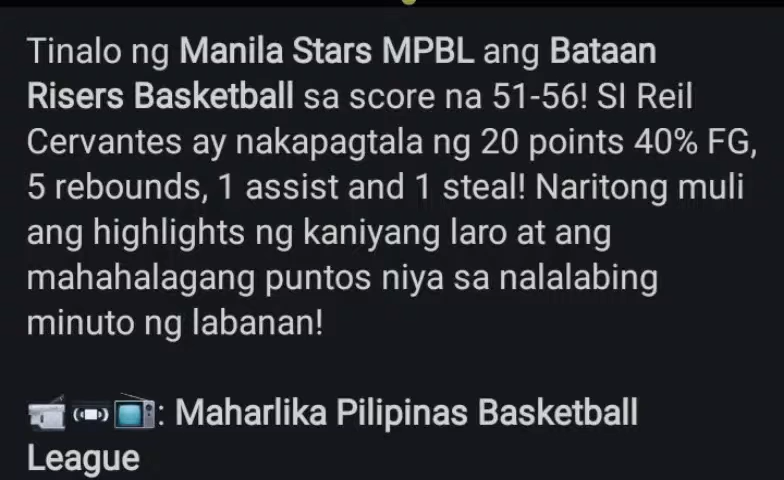 Tinalo ng Manila Stars MPBL ang Bataan
Risers Basketball sa score na 51-56! SI Reil
Cervantes ay nakapagtala ng 20 points 40% FG,
5 rebounds, 1 assist and 1 steal! Naritong muli
ang highlights ng kaniyang laro at ang
mahahalagang puntos niya sa nalalabing
minuto ng labanan!
: Maharlika Pilipinas Basketball
League